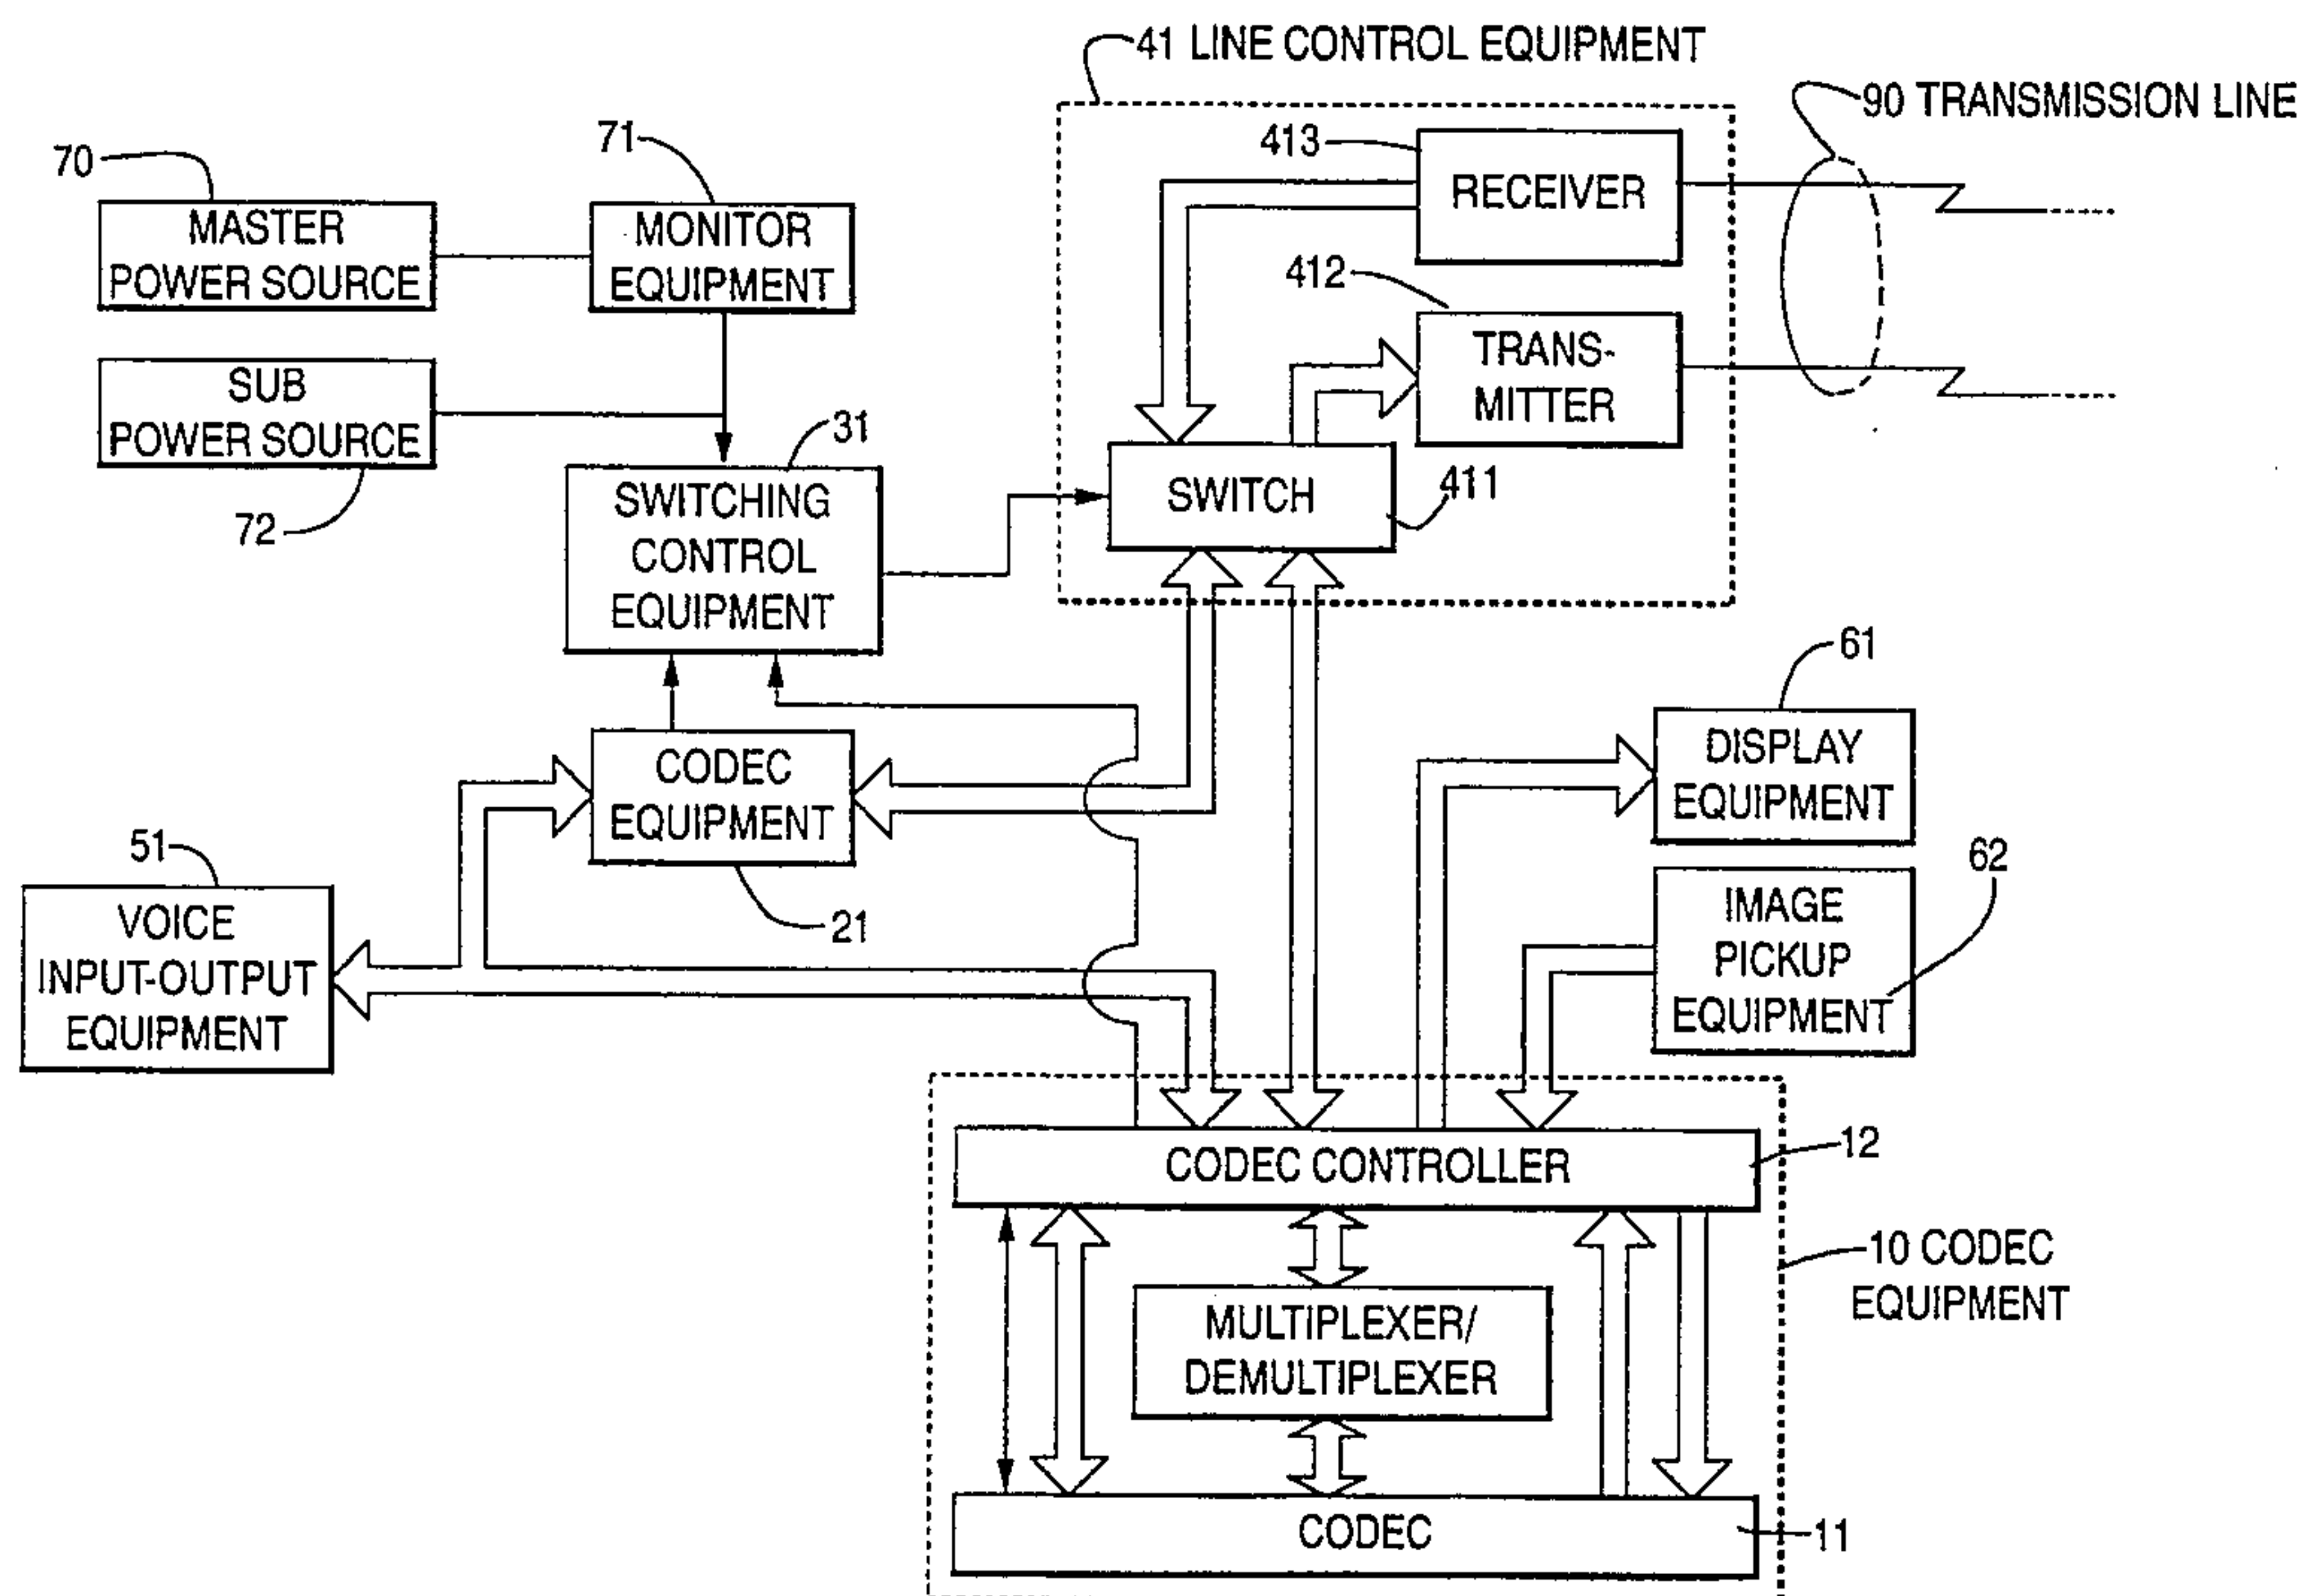 41 LINE CONTROL EQUIPMENT
90 TRANSMISSION LINE
70
MASTER
POWER SOURCE
71
MONITOR
EQUIPMENT
413
RECEIVER
412
TRANS-
MITTER
SUB
POWER SOURCE
72
31
SWITCHING
CONTROL
EQUIPMENT
SWITCH
411
61
DISPLAY
EQUIPMENT
CODEC
EQUIPMENT
21
51
VOICE
INPUT-OUTPUT
EQUIPMENT
62
IMAGE
PICKUP
EQUIPMENT
CODEC CONTROLLER
12
10 CODEC
EQUIPMENT
MULTIPLEXER/
DEMULTIPLEXER
CODEC
11